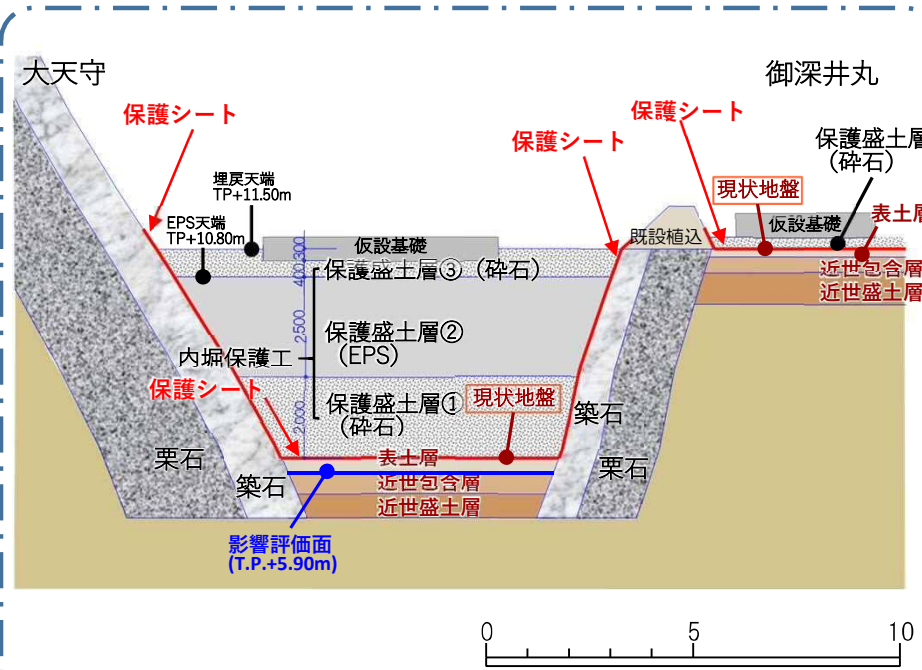 大天守
御深井丸
保護シート
保護シート
保護シート
保護盛土層
(砕石)
埋戻天端
TP+11.50m
現状地盤
EPS天端
TP+10.80m
仮設基礎
表土層
既設植込
仮設基礎
300
400
保護盛土層③ (砕石)
近世包含層
近世盛土層
2,500
保護盛土層②
(EPS)
内堀保護工
保護シート
2,000
保護盛土層①
(砕石)
現状地盤
築石
表土層
栗石
築石
近世包含層
栗石
近世盛土層
影響評価面
(T.P.+5.90m)
0 5 10